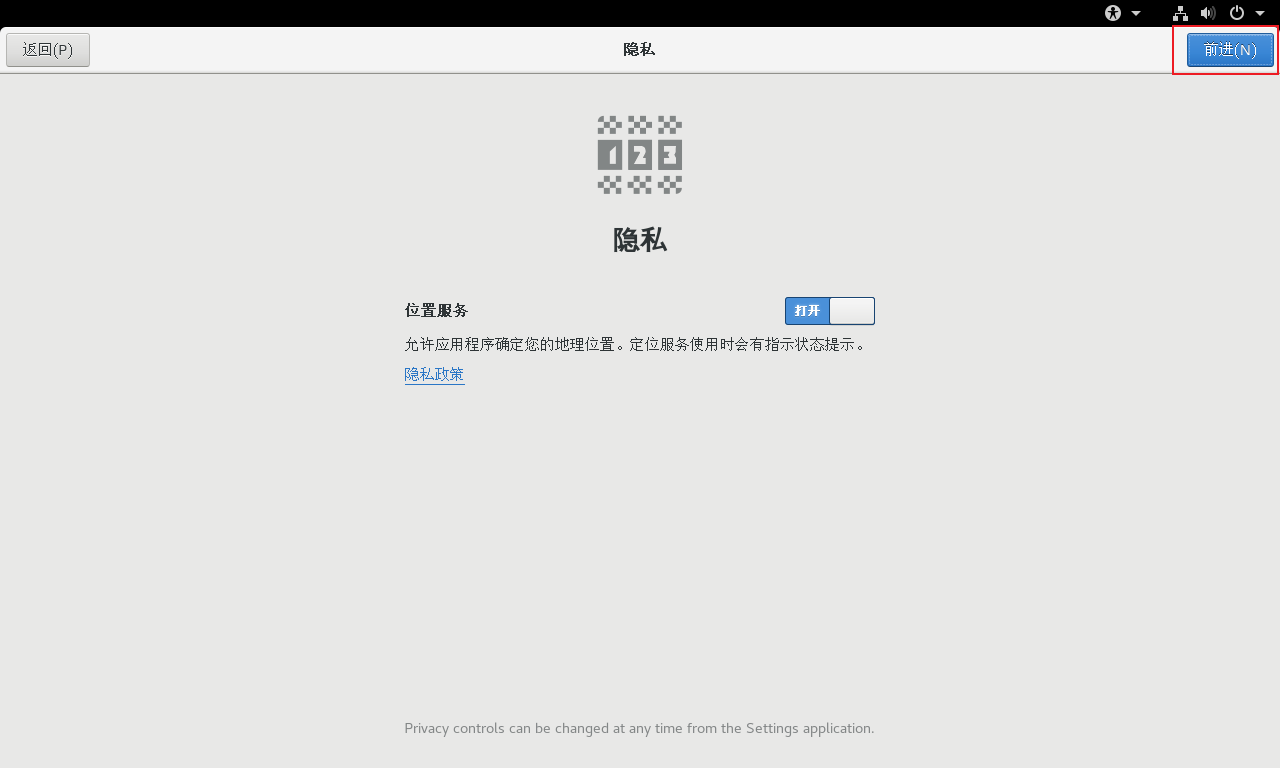 返回(P)
隐私
前进(N)
123
隐私
位置服务
打开
允许应用程序确定您的地理位置。定位服务使用时会有指示状态提示。
隐私政策
Privacy controls can be changed at any time from the Settings application.